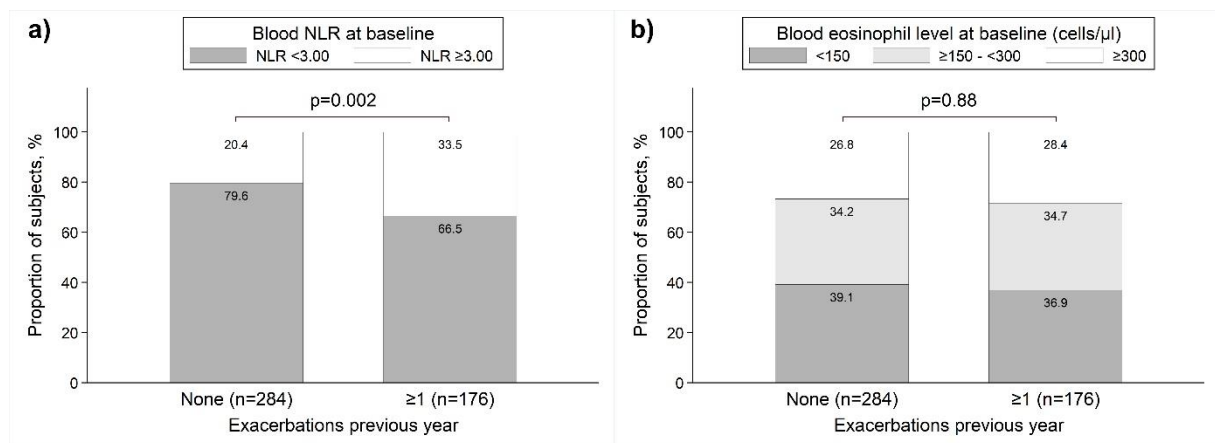 a)
Blood NLR at baseline
NLR <3.00 NLR ≥3.00
p=0.002
Proportion of subjects, %
100
80
60
40
20
0
20.4
79.6
33.5
66.5
None (n=284) ≥1 (n=176)
Exacerbations previous year
b)
Blood eosinophil level at baseline (cells/µl)
<150 ≥150 - <300 ≥300
p=0.88
Proportion of subjects, %
100
80
60
40
20
0
26.8
34.2
39.1
28.4
34.7
36.9
None (n=284) ≥1 (n=176)
Exacerbations previous year